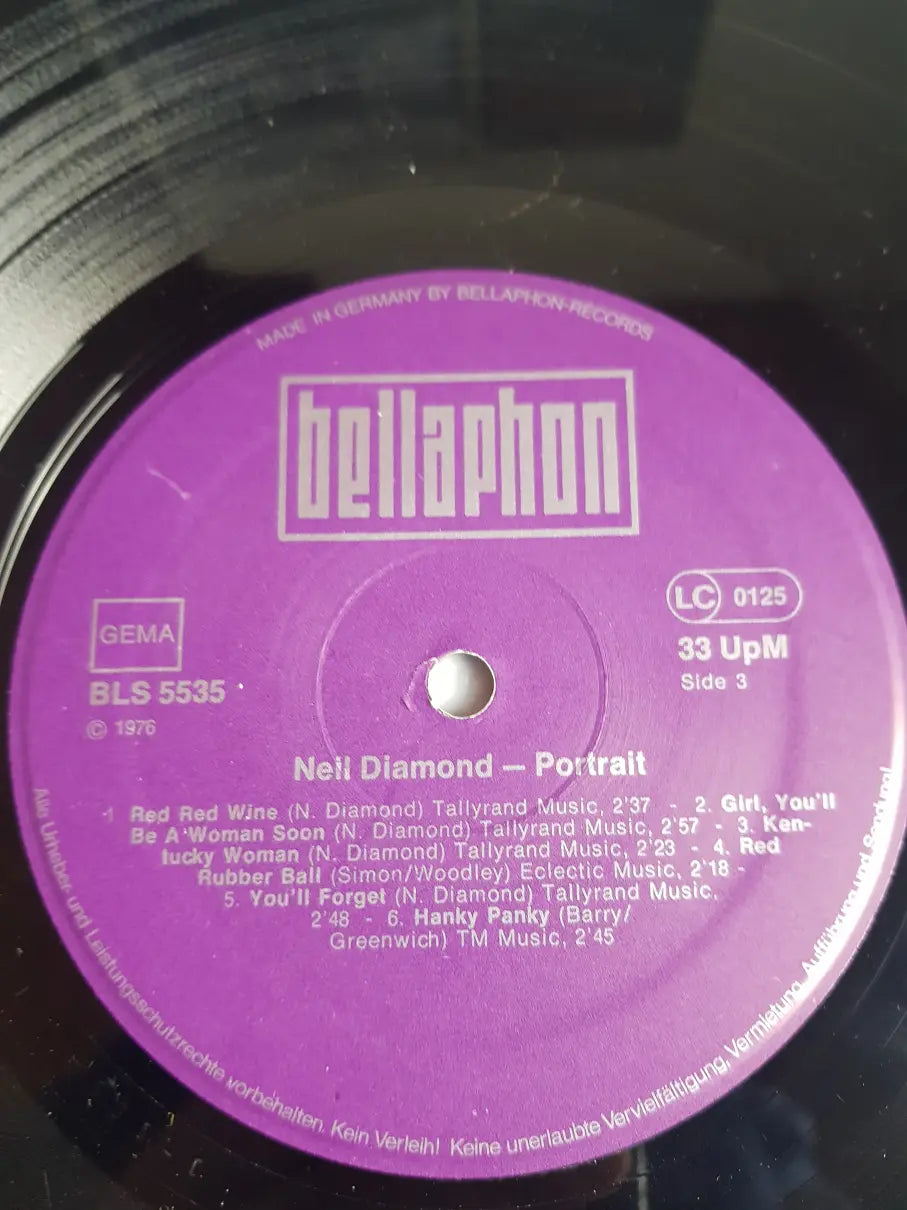 MADE IN GERMANY BY BELLAPHON-RECORDS
bellaphon
GEMA
BLS 5535
© 1976
LC 0125
33 UpM
Side 3
Neil Diamond — Portrait
1 Red Red Wine (N. Diamond) Tallyrand Music, 2'37 - 2. Girl, You'll
Be A Woman Soon (N. Diamond) Tallyrand Music, 2'57 - 3. Ken-
tucky Woman (N. Diamond) Tallyrand Music, 2'23 - 4. Red
Rubber Ball (Simon/Woodley) Eclectic Music, 2'18 -
5. You'll Forget (N. Diamond) Tallyrand Music.
2'48 - 6. Hanky Panky (Barry/
Greenwich) TM Music, 2'45
Alle Urheber- und Leistungsschutzrechte vorbehalten. Kein Verleih! Keine unerlaubte Vervielfältigung, Vermietung, Aufführung und Sendung!